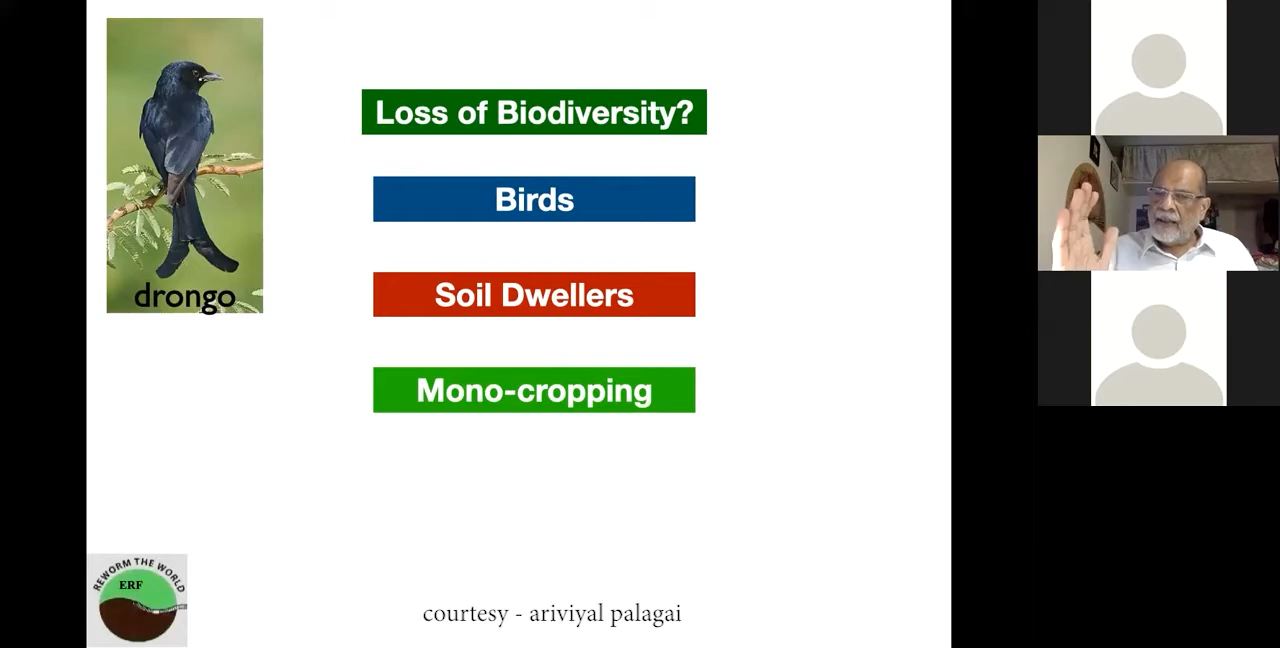 Loss of Biodiversity?
Birds
Soil Dwellers
Mono-cropping
drongo
REWORM THE WORLD
ERF
courtesy - ariviyal palagai